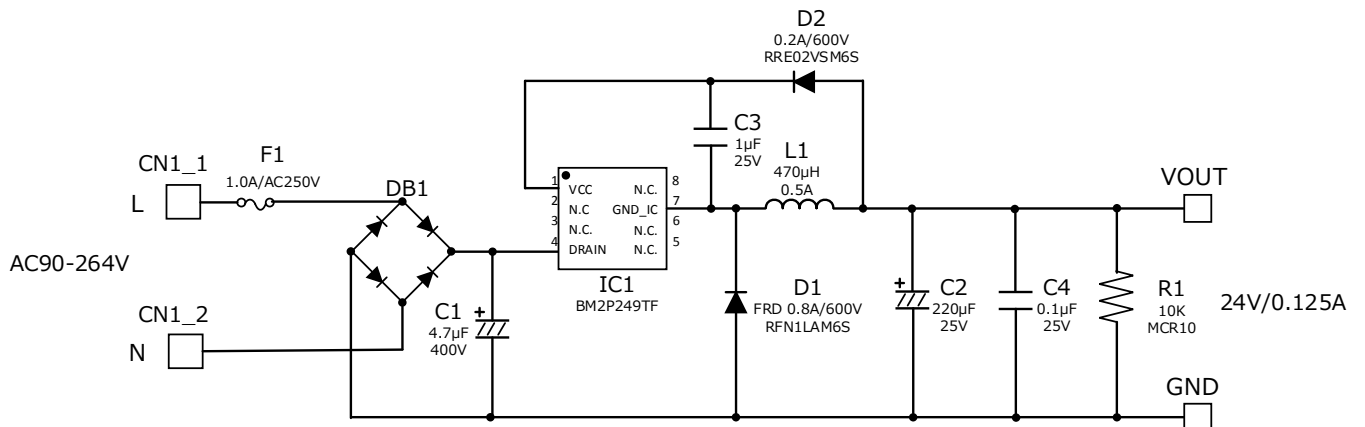 D2
0.2A/600V
RRE02VSM6S
C3
1µF
25V
L1
470µH
0.5A
CN1_1
L
F1
1.0A/AC250V
DB1
1
2
3
4
VCC
N.C
N.C.
DRAIN
N.C.
GND_IC
N.C.
N.C.
8
7
6
5
IC1
BM2P249TF
VOUT
AC90-264V
CN1_2
N
C1
+
4.7µF
400V
D1
FRD 0.8A/600V
RFN1LAM6S
+
C2
220µF
25V
C4
0.1µF
25V
R1
10K
MCR10
24V/0.125A
GND